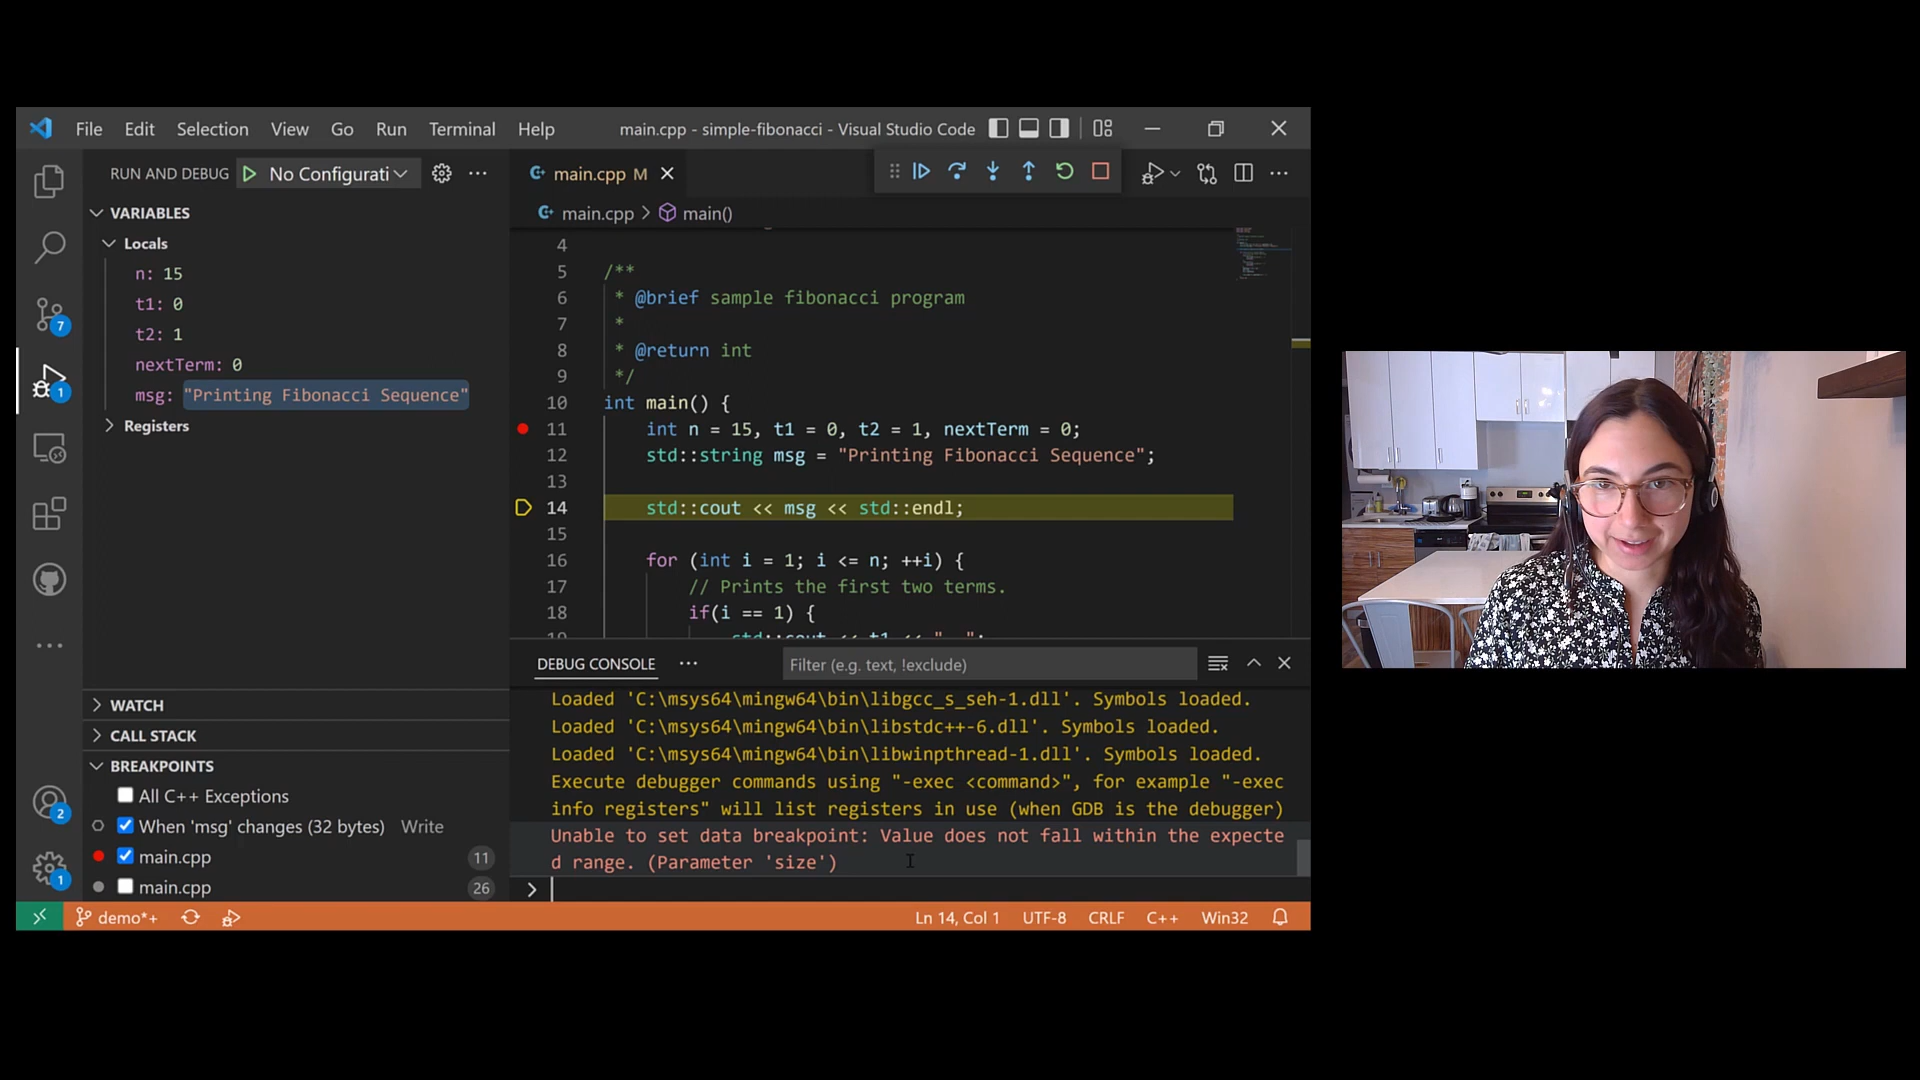 File Edit Selection View Go Run Terminal Help main.cpp - simple-fibonacci - Visual Studio Code
RUN AND DEBUG No Configurati
VARIABLES
Locals
n: 15
t1: 0
t2: 1
nextTerm: 0
msg: "Printing Fibonacci Sequence"
Registers
WATCH
CALL STACK
BREAKPOINTS
All C++ Exceptions
When 'msg' changes (32 bytes) Write
main.cpp 11
main.cpp 26
7
1
2
1
main.cpp M
main.cpp > main()
4
5 /**
6 * @brief sample fibonacci program
7 *
8 * @return int
9 */
10 int main() {
11 int n = 15, t1 = 0, t2 = 1, nextTerm = 0;
12 std::string msg = "Printing Fibonacci Sequence";
13
14 std::cout << msg << std::endl;
15
16 for (int i = 1; i <= n; ++i) {
17 // Prints the first two terms.
18 if(i == 1) {
DEBUG CONSOLE Filter (e.g. text, !exclude)
Loaded 'C:\msys64\mingw64\bin\libgcc_s_seh-1.dll'. Symbols loaded.
Loaded 'C:\msys64\mingw64\bin\libstdc++-6.dll'. Symbols loaded.
Loaded 'C:\msys64\mingw64\bin\libwinpthread-1.dll'. Symbols loaded.
Execute debugger commands using "-exec <command>", for example "-exec
info registers" will list registers in use (when GDB is the debugger)
Unable to set data breakpoint: Value does not fall within the expecte
d range. (Parameter 'size')
>
demo*+ Ln 14, Col 1 UTF-8 CRLF C++ Win32